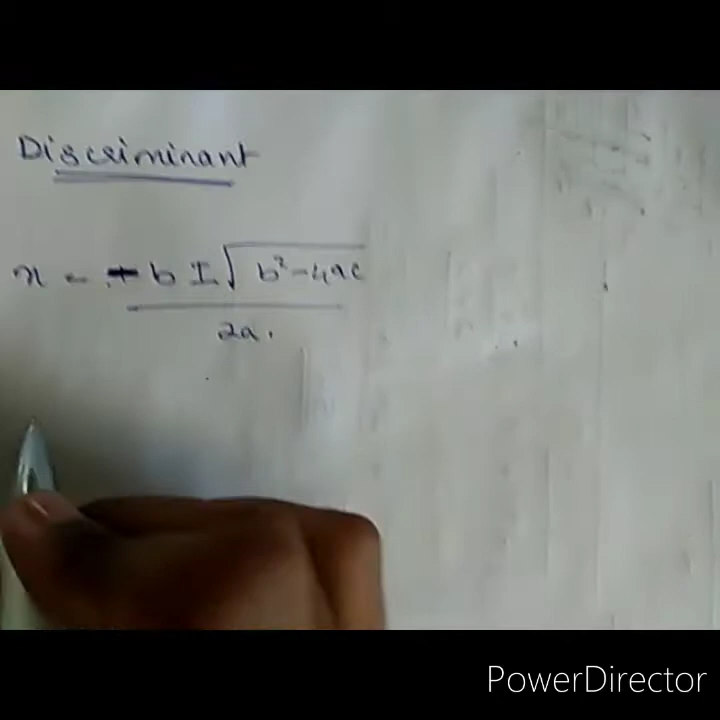 Discriminant
x = -b ± √b²-4ac
2a.
PowerDirector